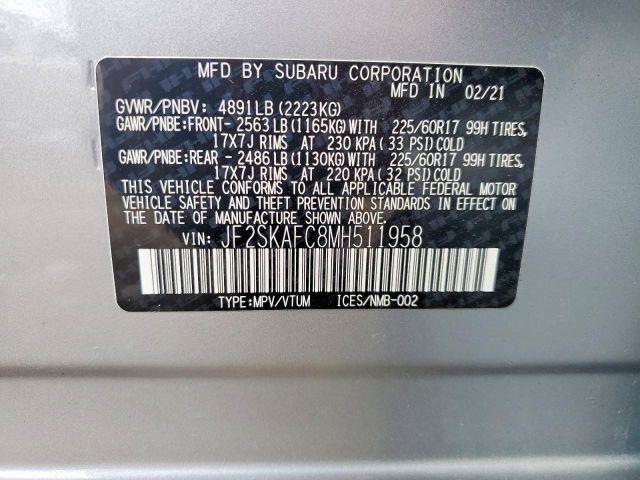 MFD BY SUBARU CORPORATION
MFD IN 02/21
GVWR/PNBV: 4891LB (2223KG)
GAWR/PNBE:FRONT- 2563 LB (1165KG) WITH 225/60R17 99H TIRES,
17X7J RIMS AT 230 KPA ( 33 PSI) COLD
GAWR/PNBE:REAR - 2486 LB (1130KG) WITH 225/60R17 99H TIRES,
17X7J RIMS AT 220 KPA ( 32 PSI) COLD
THIS VEHICLE CONFORMS TO ALL APPLICABLE FEDERAL MOTOR
VEHICLE SAFETY AND THEFT PREVENTION STANDARDS IN EFFECT
ON THE DATE OF MANUFACTURE SHOWN ABOVE.
VIN: JF2SKAFC8MH511958
TYPE:MPV/VTUM ICES/NMB-002